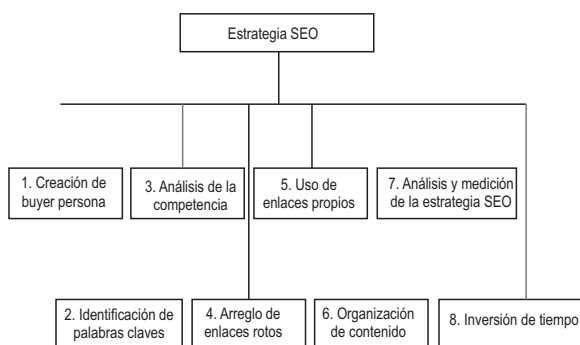 Estrategia SEO
1. Creación de
buyer persona
3. Análisis de la
competencia
5. Uso de
enlaces propios
7. Análisis y medición
de la estrategia SEO
2. Identificación de
palabras claves
4. Arreglo de
enlaces rotos
6. Organización
de contenido
8. Inversión de tiempo